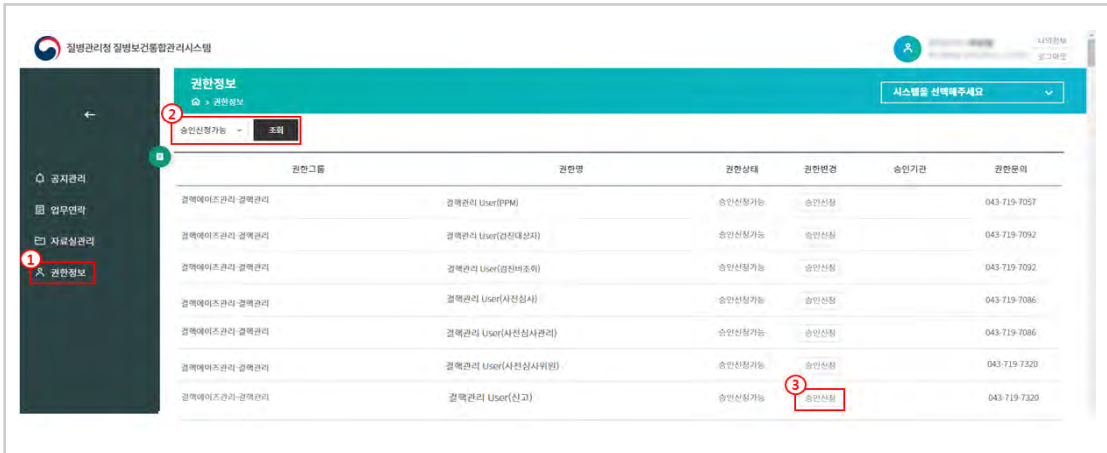 질병관리청 질병보건통합관리시스템
나의정보
로그아웃
권한정보
> 권한정보
시스템을 선택해주세요
←
2
승인신청가능
조회
공지관리
업무연락
자료실관리
1
권한정보
권한그룹 권한명 권한상태 권한변경 승인기관 권한문의
결핵에이즈관리-결핵관리 결핵관리 User(PPM) 승인신청가능 승인신청 043-719-7057
결핵에이즈관리-결핵관리 결핵관리 User(검진대상자) 승인신청가능 승인신청 043-719-7092
결핵에이즈관리-결핵관리 결핵관리 User(검진비조회) 승인신청가능 승인신청 043-719-7092
결핵에이즈관리-결핵관리 결핵관리 User(사전심사) 승인신청가능 승인신청 043-719-7086
결핵에이즈관리-결핵관리 결핵관리 User(사전심사관리) 승인신청가능 승인신청 043-719-7086
결핵에이즈관리-결핵관리 결핵관리 User(사전심사위원) 승인신청가능 승인신청 043-719-7320
3
결핵에이즈관리-결핵관리 결핵관리 User(신고) 승인신청가능 승인신청 043-719-7320